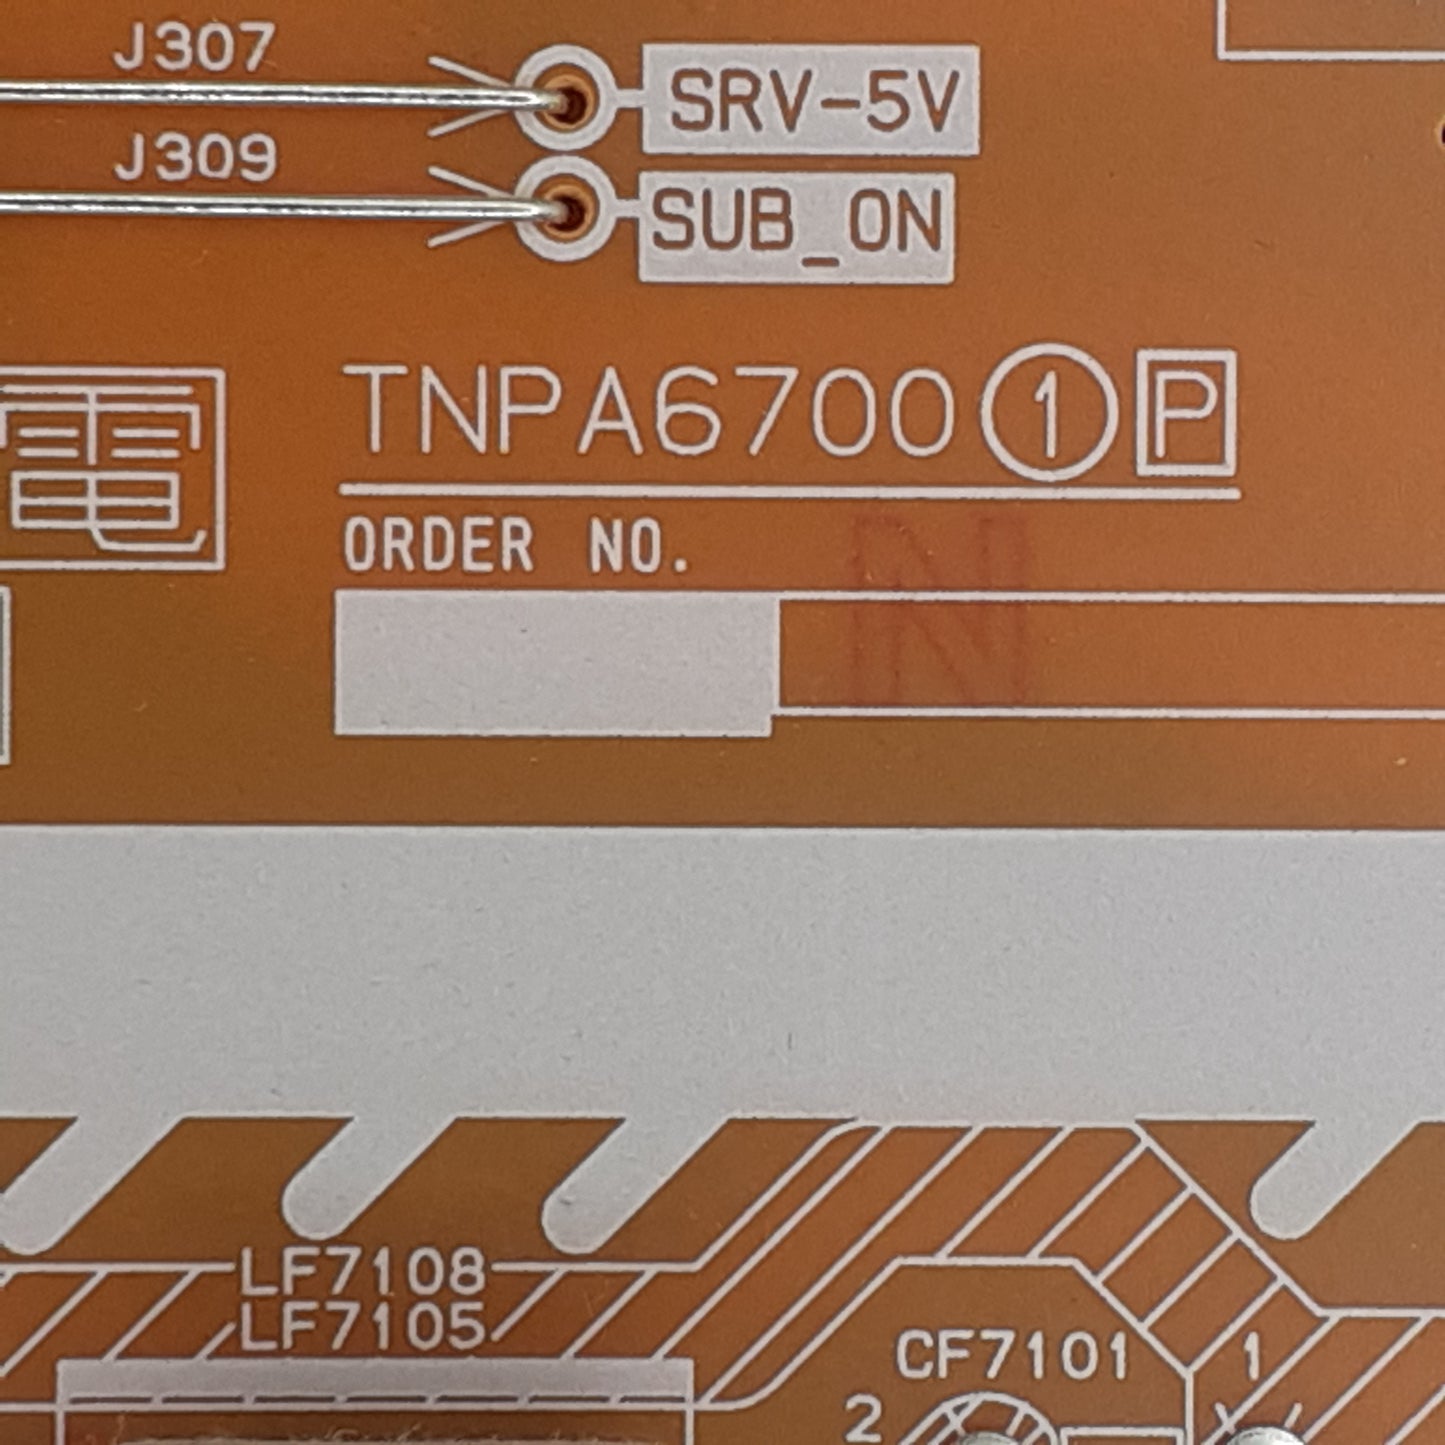 J307
SRV-5V
J309
SUB_ON
電
TNPA6700 1 P
ORDER NO.
N
LF7108
LF7105
CF7101
1
2